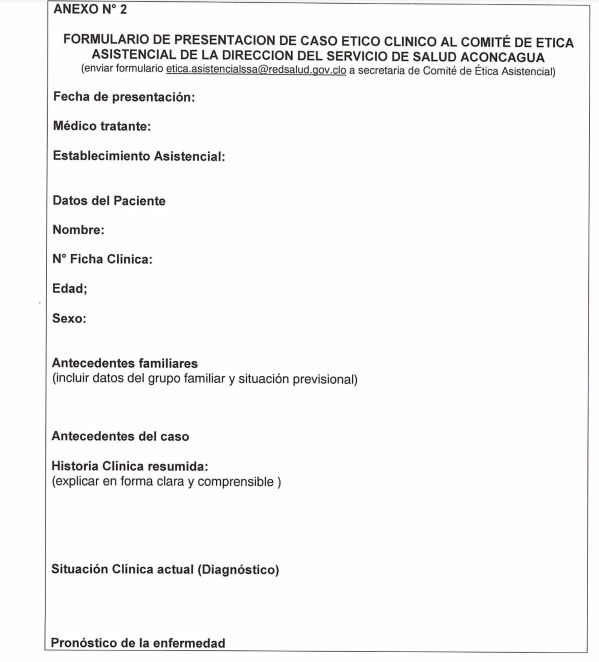 ANEXO N° 2
FORMULARIO DE PRESENTACION DE CASO ETICO CLINICO AL COMITÉ DE ETICA
ASISTENCIAL DE LA DIRECCION DEL SERVICIO DE SALUD ACONCAGUA
(enviar formulario etica.asistencialssa@redsalud.gov.clo a secretaria de Comité de Ética Asistencial)
Fecha de presentación:
Médico tratante:
Establecimiento Asistencial:
Datos del Paciente
Nombre:
N° Ficha Clínica:
Edad;
Sexo:
Antecedentes familiares
(incluir datos del grupo familiar y situación previsional)
Antecedentes del caso
Historia Clínica resumida:
(explicar en forma clara y comprensible )
Situación Clínica actual (Diagnóstico)
Pronóstico de la enfermedad